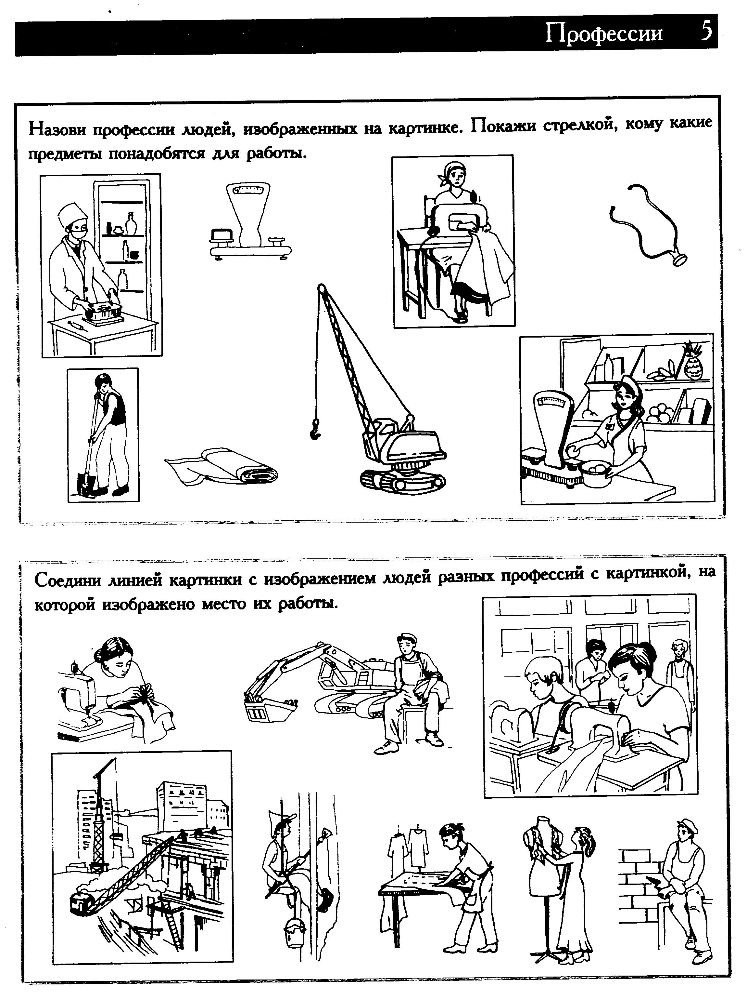 Профессии 5
Назови профессии людей, изображенных на картинке. Покажи стрелкой, кому какие
предметы понадобятся для работы.
Соедини линией картинки с изображением людей разных профессий с картинкой, на
которой изображено место их работы.